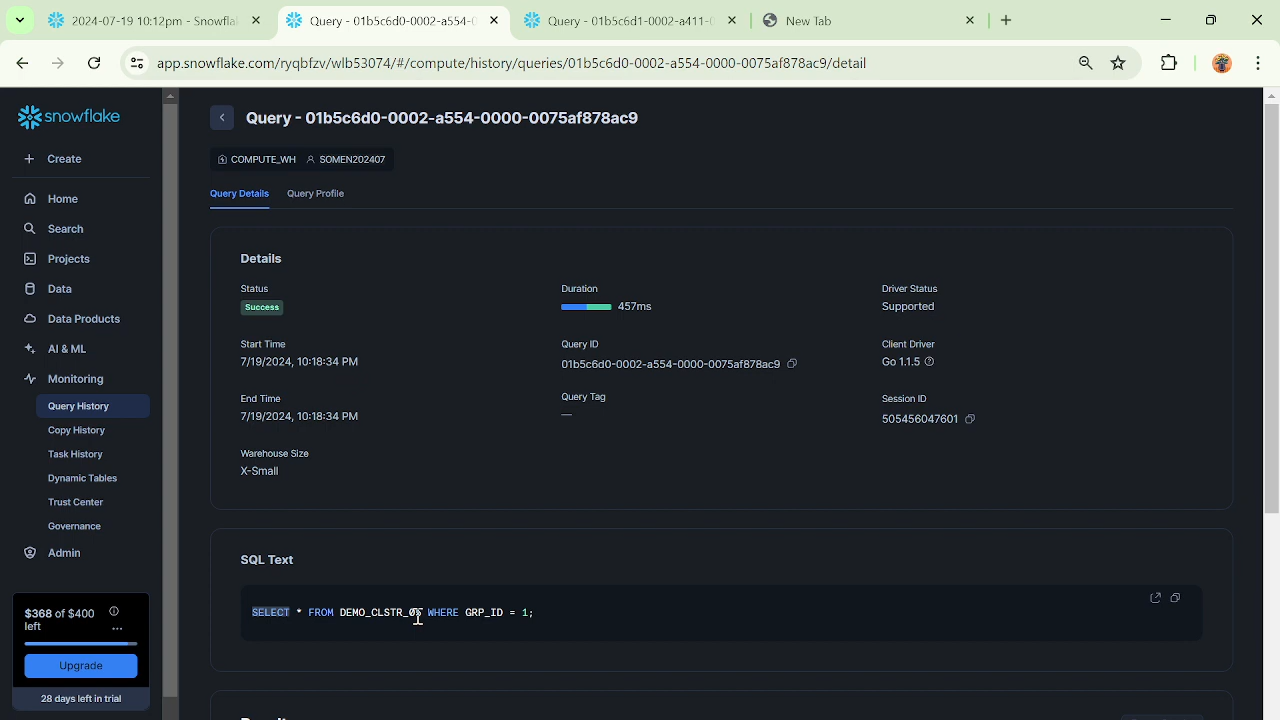 2024-07-19 10:12pm - Snowflal
Query - 01b5c6d0-0002-a554-0
Query - 01b5c6d1-0002-a411-0
New Tab
app.snowflake.com/ryqbfzv/wlb53074/#/compute/history/queries/01b5c6d0-0002-a554-0000-0075af878ac9/detail
snowflake
Query - 01b5c6d0-0002-a554-0000-0075af878ac9
COMPUTE_WH SOMEN202407
Query Details Query Profile
Create
Home
Search
Projects
Data
Data Products
AI & ML
Monitoring
Query History
Copy History
Task History
Dynamic Tables
Trust Center
Governance
Admin
$368 of $400
left
...
Upgrade
28 days left in trial
Details
Status
Success
Duration
457ms
Driver Status
Supported
Start Time
7/19/2024, 10:18:34 PM
Query ID
01b5c6d0-0002-a554-0000-0075af878ac9
Client Driver
Go 1.1.5
End Time
7/19/2024, 10:18:34 PM
Query Tag
—
Session ID
505456047601
Warehouse Size
X-Small
SQL Text
SELECT * FROM WHERE GRP_ID = 1;